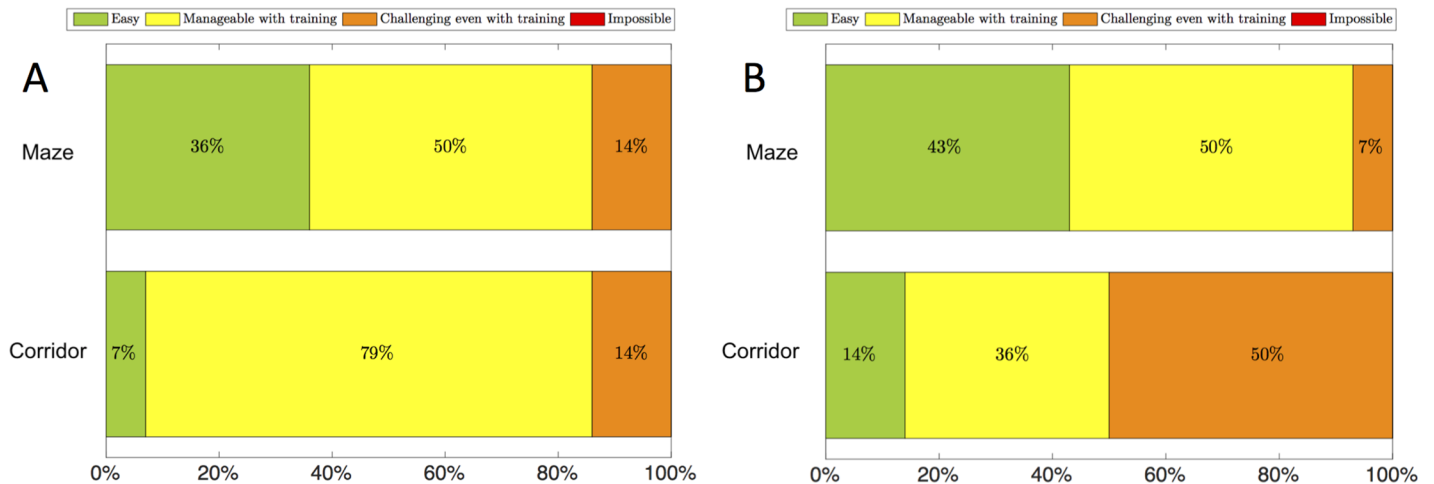 Easy Manageable with training Challenging even with training Impossible
A
Maze
36% 50% 14%
Corridor
7% 79% 14%
0% 20% 40% 60% 80% 100%
Easy Manageable with training Challenging even with training Impossible
B
Maze
43% 50% 7%
Corridor
14% 36% 50%
0% 20% 40% 60% 80% 100%